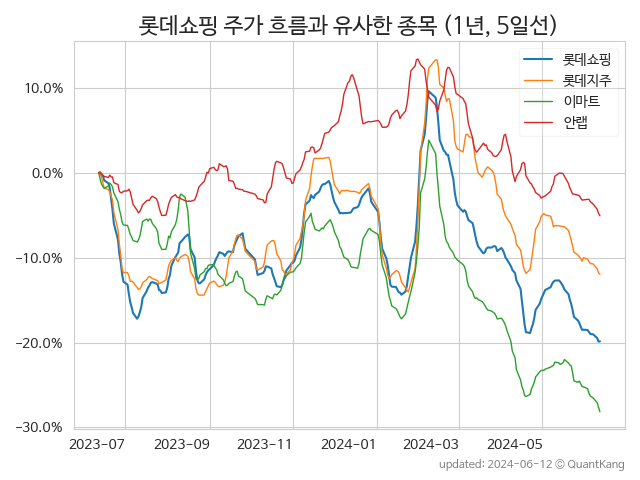 롯데쇼핑 주가 흐름과 유사한 종목 (1년, 5일선)
롯데쇼핑
롯데지주
이마트
안랩
10.0%
0.0%
−10.0%
−20.0%
−30.0%
2023-07 2023-09 2023-11 2024-01 2024-03 2024-05
updated: 2024-06-12 © QuantKang